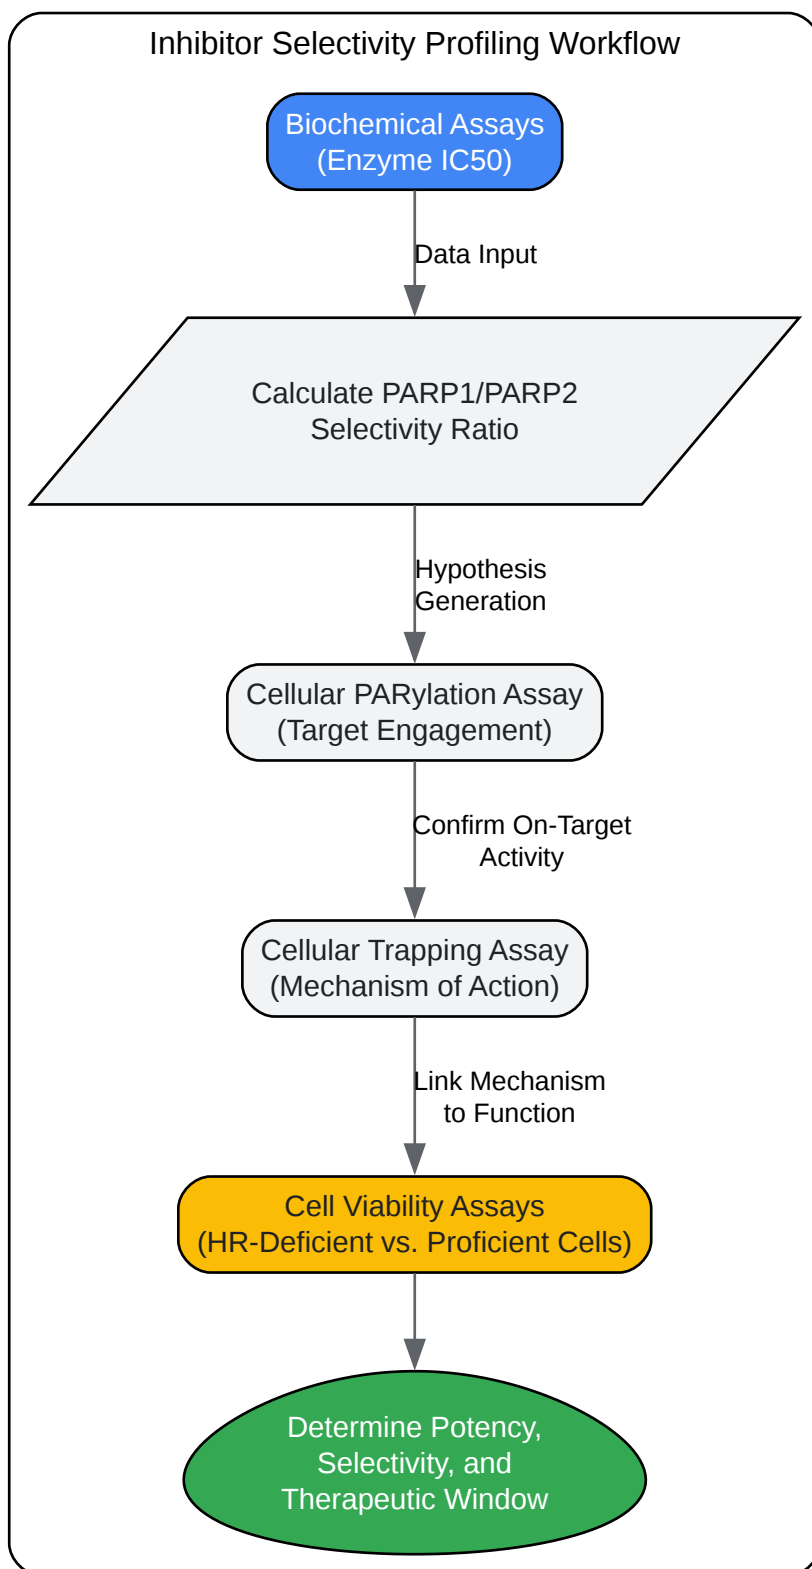 Inhibitor Selectivity Profiling Workflow
Biochemical Assays
(Enzyme IC50)
Data Input
Calculate PARP1/PARP2
Selectivity Ratio
Hypothesis
Generation
Cellular PARylation Assay
(Target Engagement)
Confirm On-Target
Activity
Cellular Trapping Assay
(Mechanism of Action)
Link Mechanism
to Function
Cell Viability Assays
(HR-Deficient vs. Proficient Cells)
Determine Potency,
Selectivity, and
Therapeutic Window